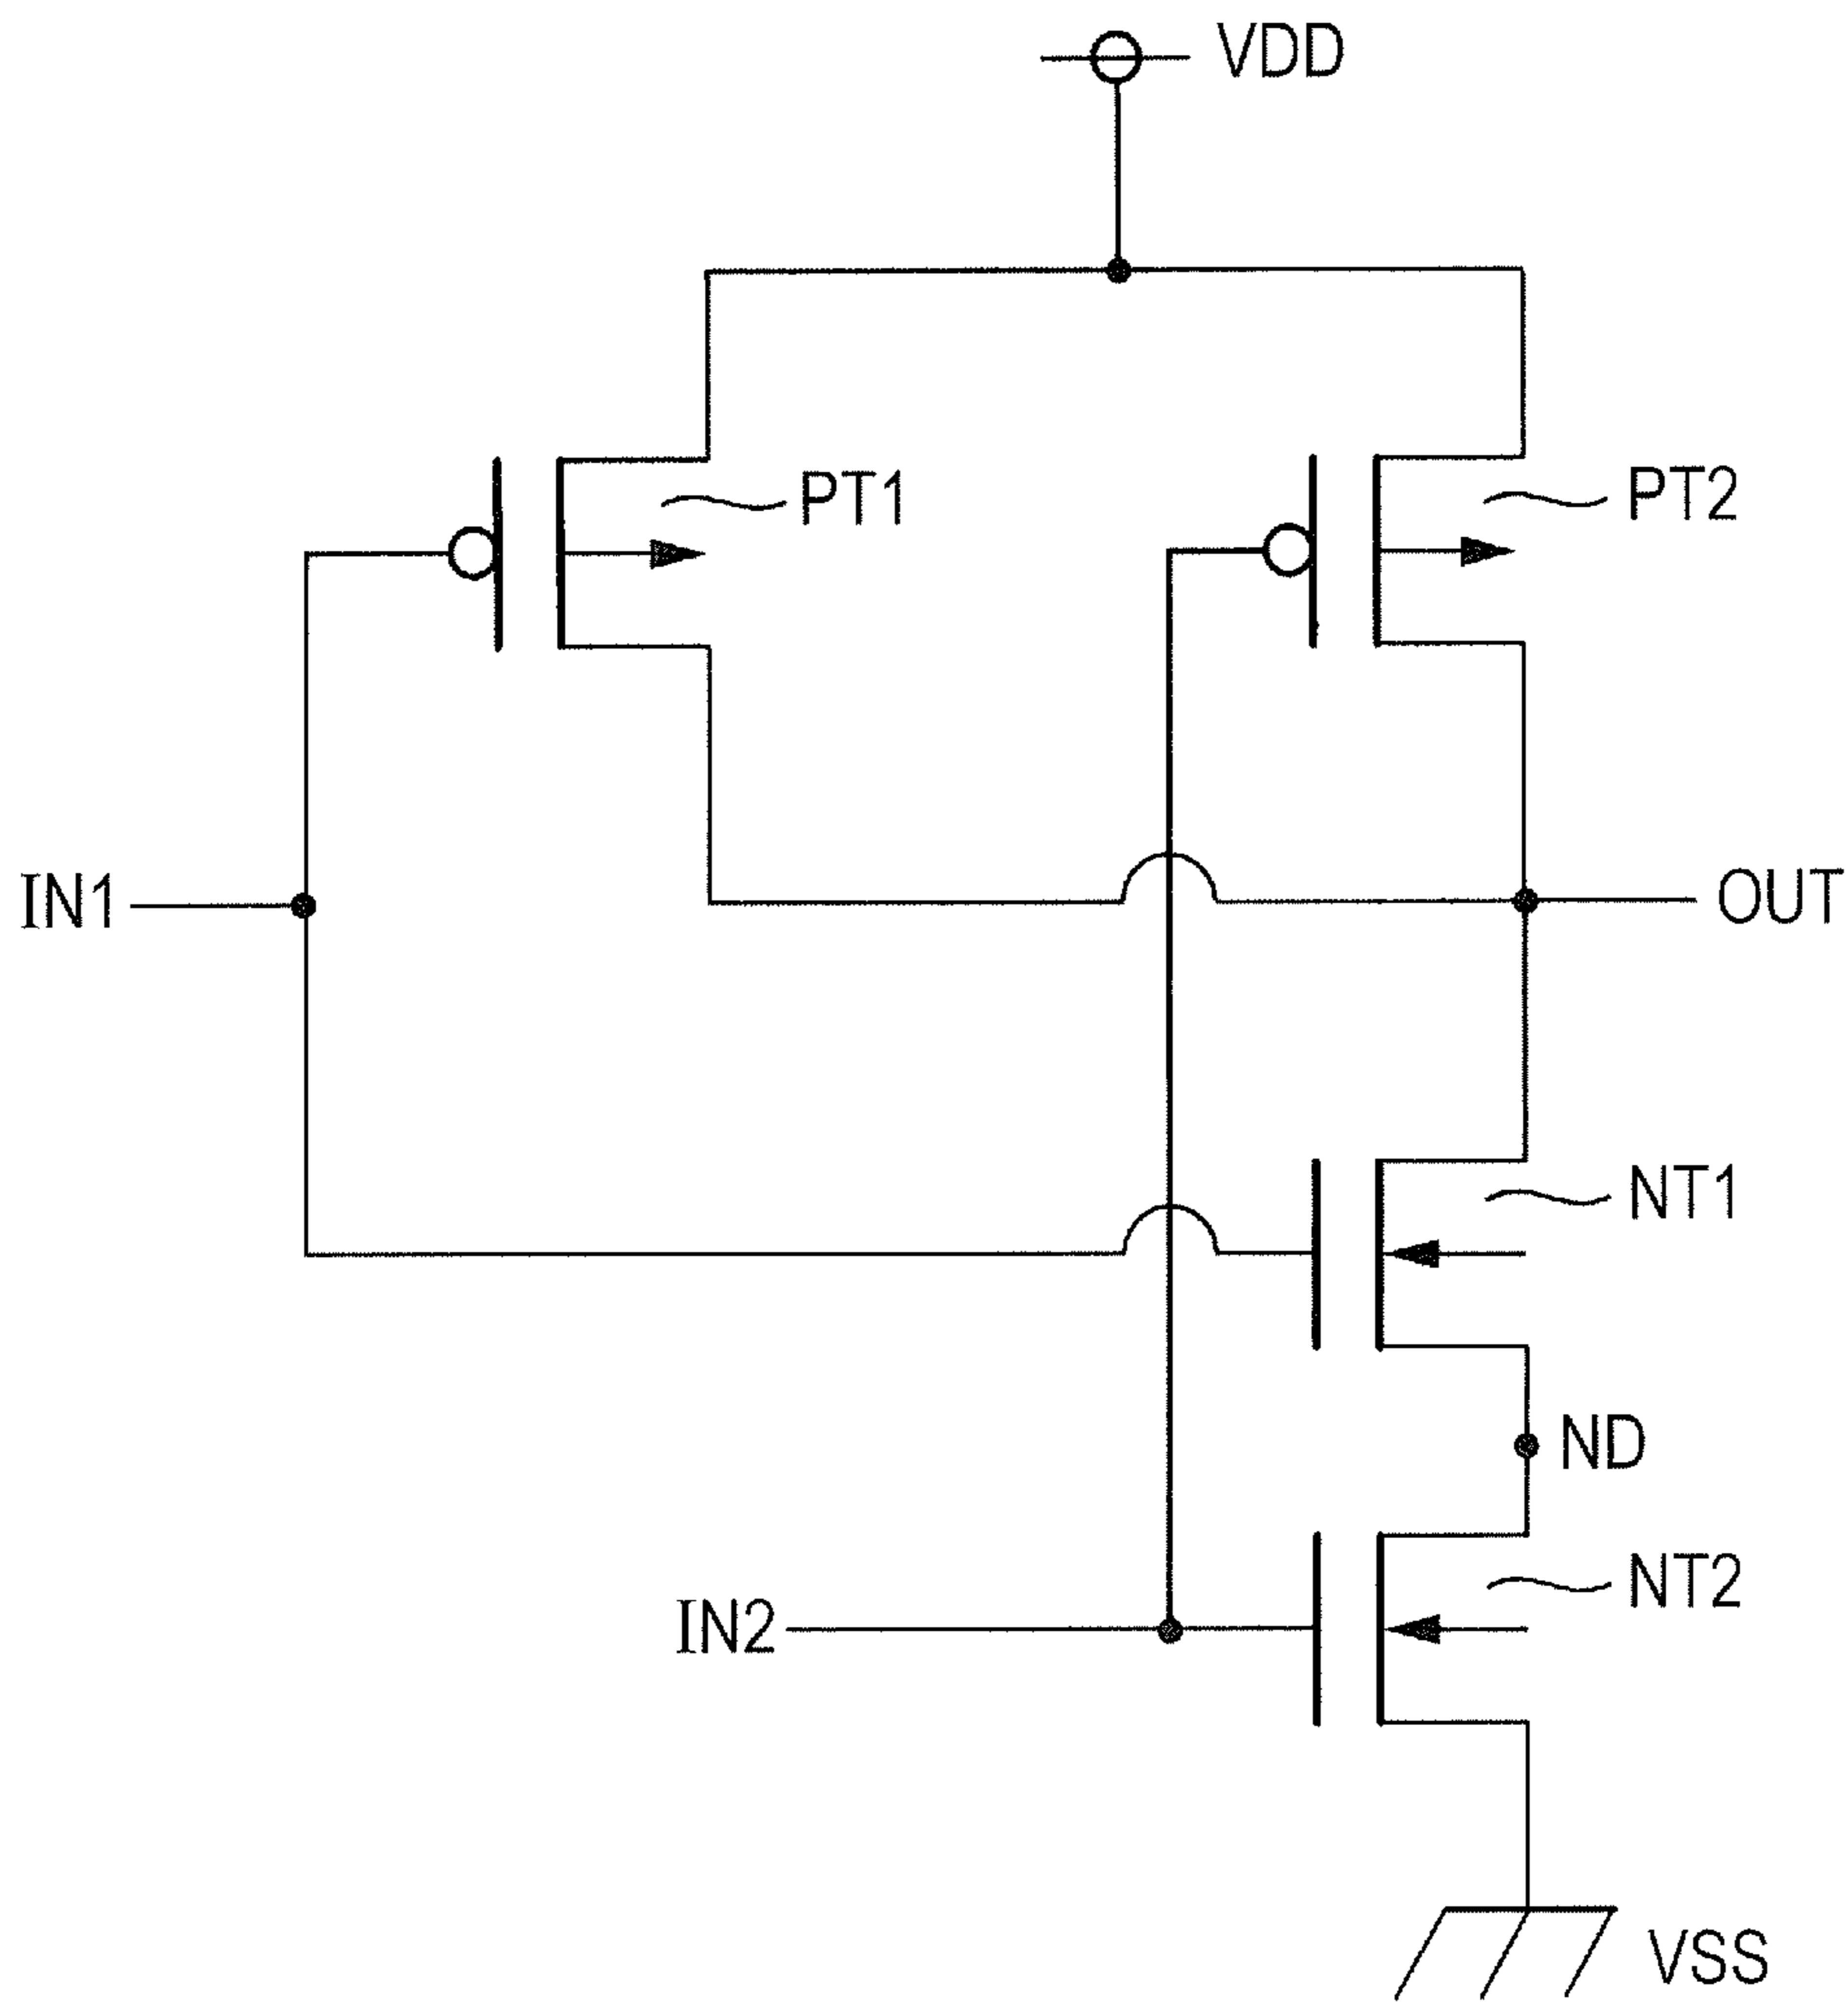 VDD
PT1
PT2
IN1
OUT
NT1
ND
NT2
IN2
VSS